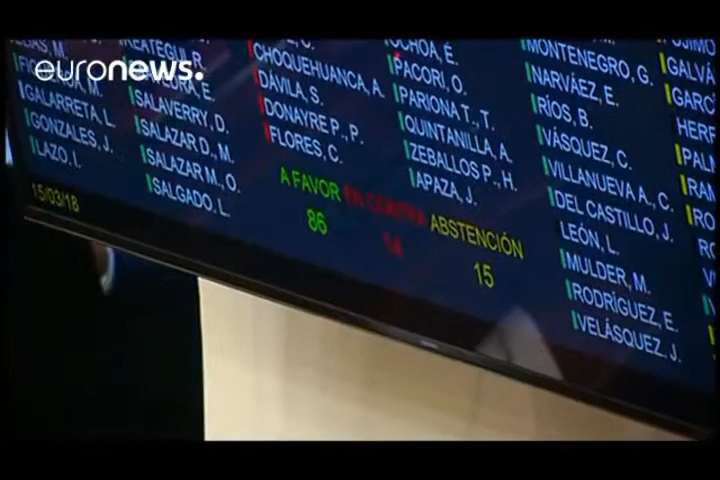 euronews.
GALARRETA, L.
GONZALES, J.
LAZO, I.
REATEGUI, R.
SALAVERRY, D.
SALAZAR D., M.
SALAZAR M., O.
SALGADO, L.
CHOQUEHUANCA, A.
DÁVILA, S.
DONAYRE P., P.
FLORES, C.
OCHOA, E.
PACORI, O.
PARIONA T., T.
QUINTANILLA, A.
ZEBALLOS P., H.
APAZA, J.
MONTENEGRO, G.
NARVÁEZ, E.
RÍOS, B.
VÁSQUEZ, C.
VILLANUEVA A., C.
DEL CASTILLO, J.
LEÓN, L.
MULDER, M.
RODRÍGUEZ, E.
VELÁSQUEZ, J.
A FAVOR EN CONTRA ABSTENCIÓN
86 14 15
15/03/18